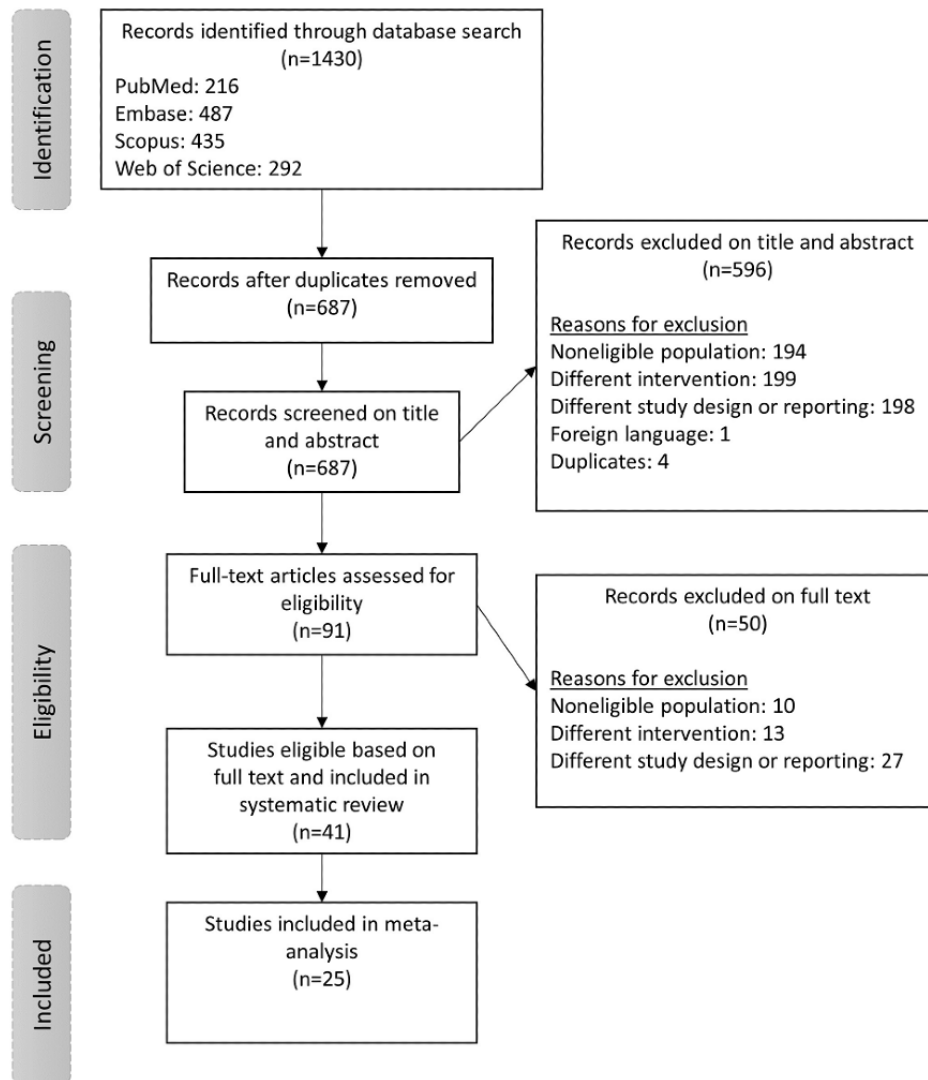 Identification
Records identified through database search
(n=1430)
PubMed: 216
Embase: 487
Scopus: 435
Web of Science: 292
Screening
Records after duplicates removed
(n=687)
Records screened on title
and abstract
(n=687)
Records excluded on title and abstract
(n=596)
Reasons for exclusion
Noneligible population: 194
Different intervention: 199
Different study design or reporting: 198
Foreign language: 1
Duplicates: 4
Eligibility
Full-text articles assessed for
eligibility
(n=91)
Records excluded on full text
(n=50)
Reasons for exclusion
Noneligible population: 10
Different intervention: 13
Different study design or reporting: 27
Studies eligible based on
full text and included in
systematic review
(n=41)
Included
Studies included in meta-
analysis
(n=25)